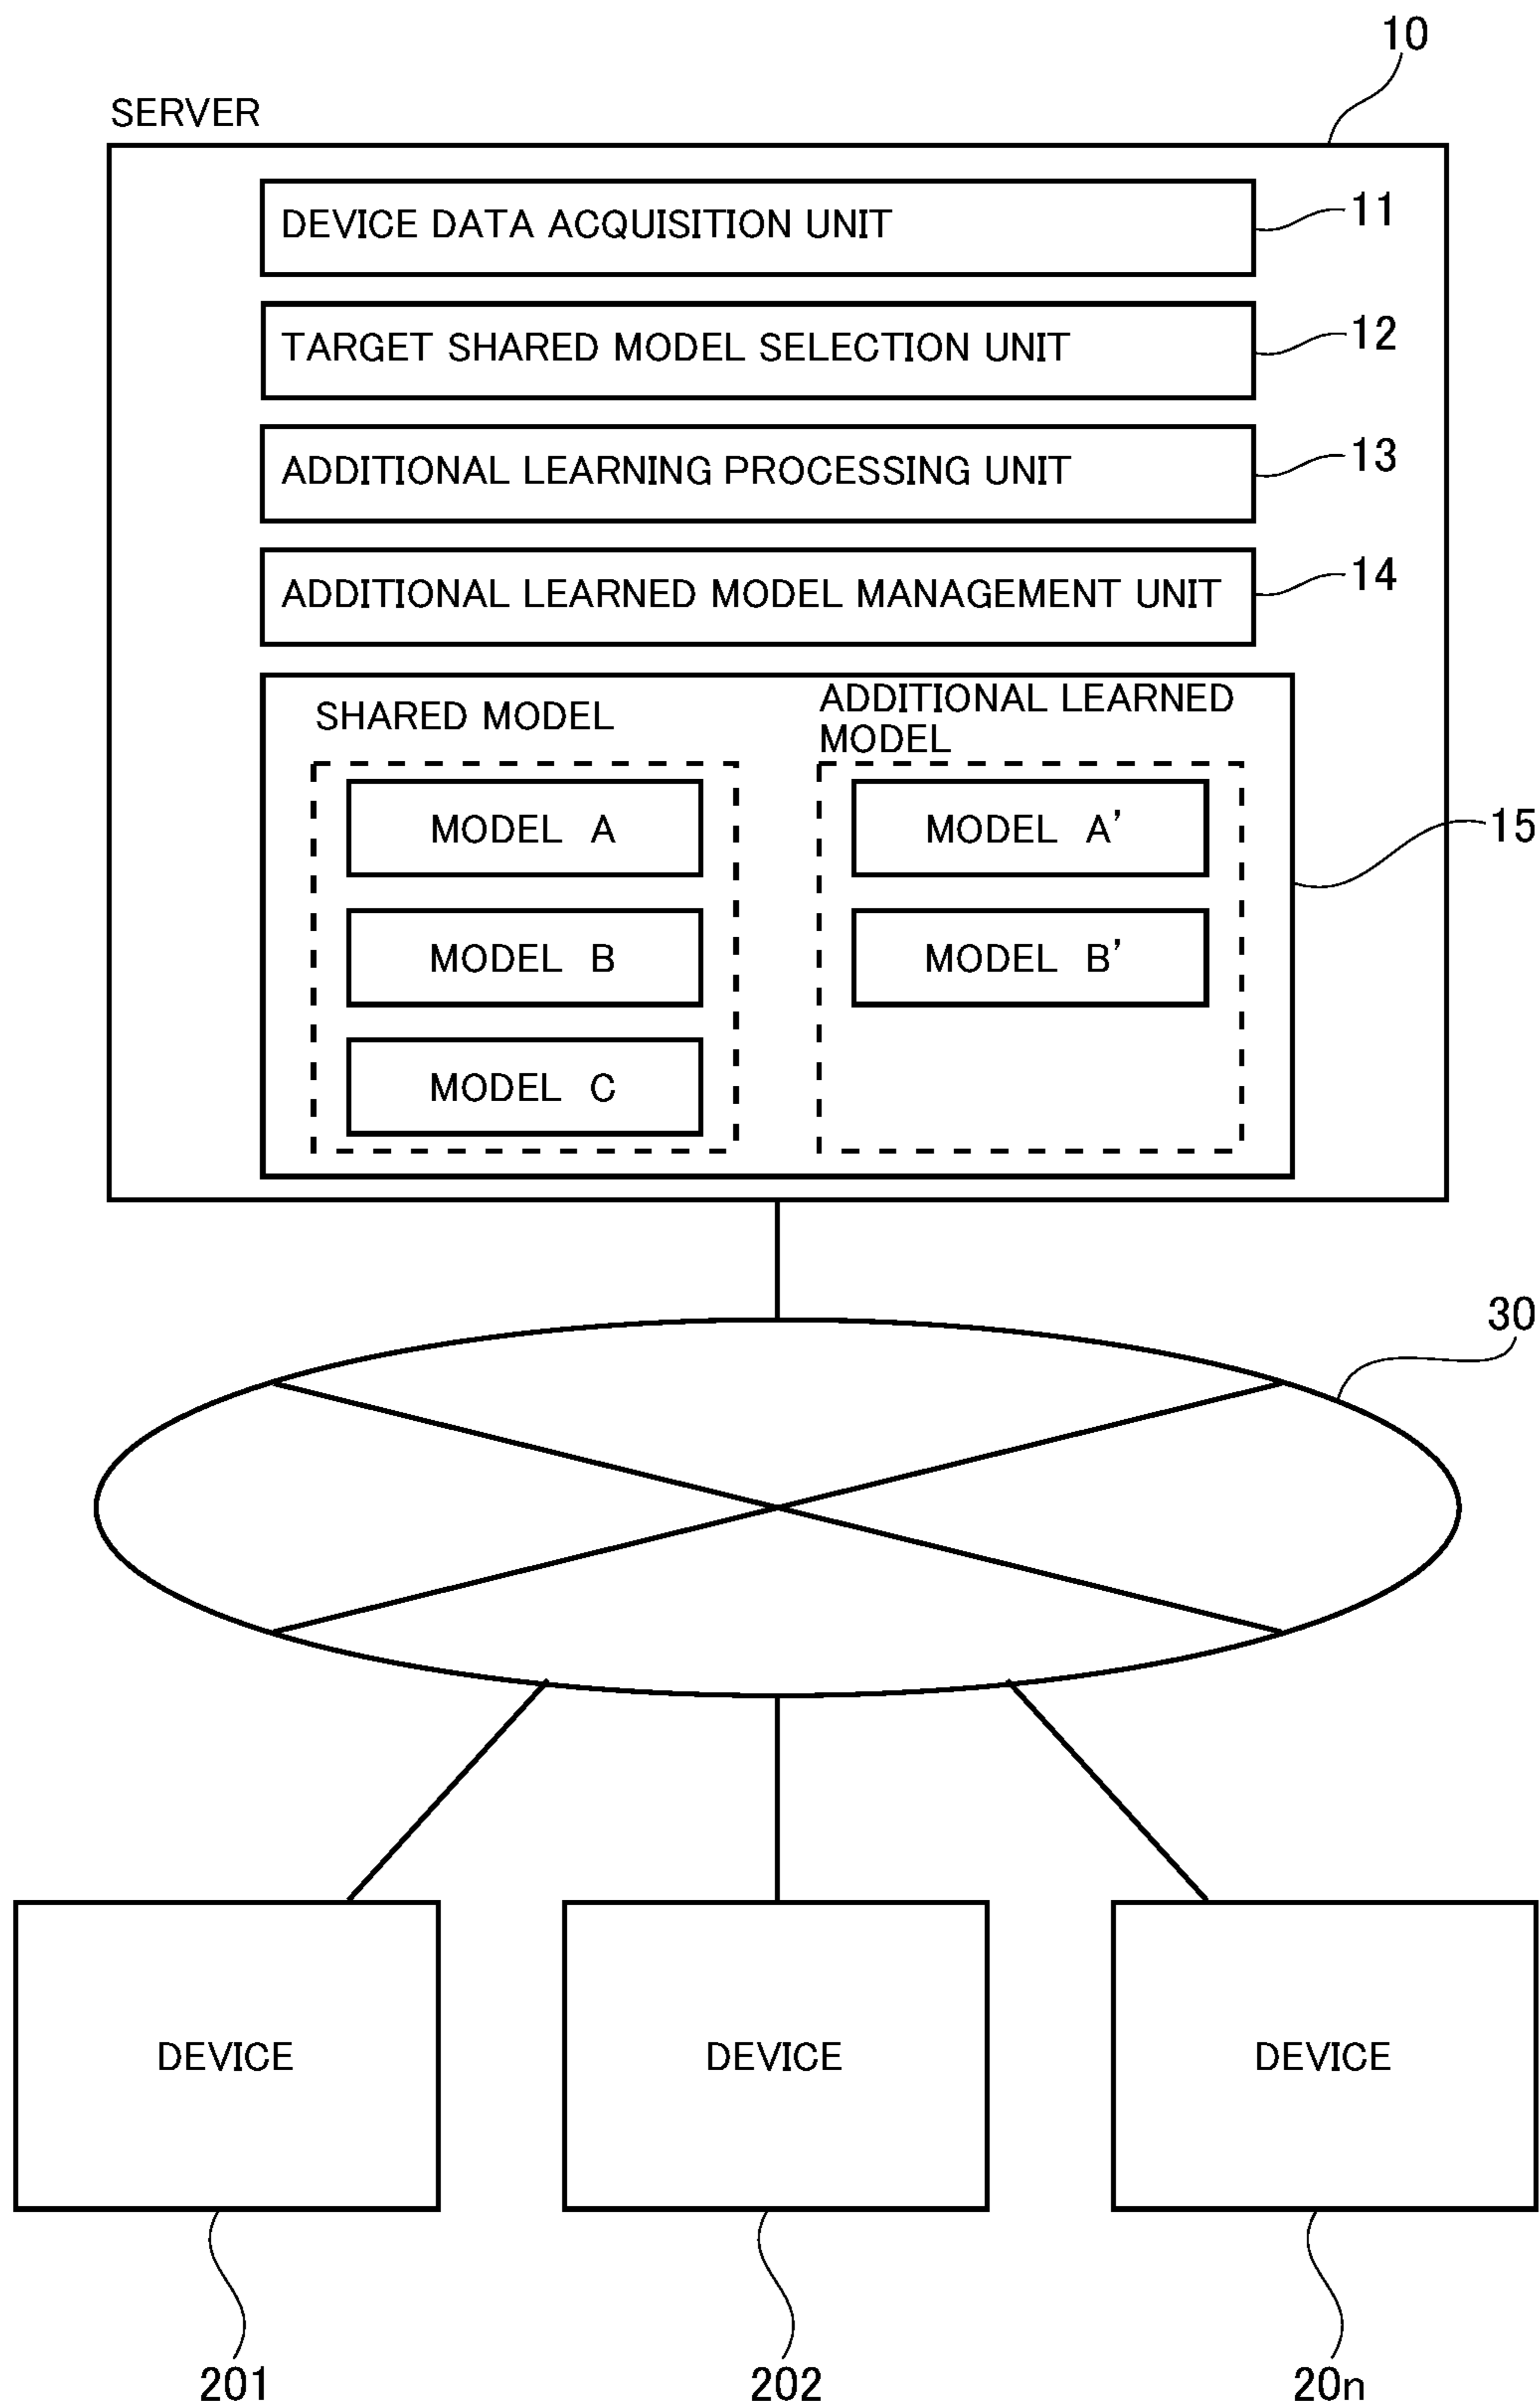 10
SERVER
DEVICE DATA ACQUISITION UNIT
11
TARGET SHARED MODEL SELECTION UNIT
12
ADDITIONAL LEARNING PROCESSING UNIT
13
ADDITIONAL LEARNED MODEL MANAGEMENT UNIT
14
SHARED MODEL
ADDITIONAL LEARNED
MODEL
MODEL A
MODEL A'
15
MODEL B
MODEL B'
MODEL C
30
DEVICE
DEVICE
DEVICE
201
202
20n